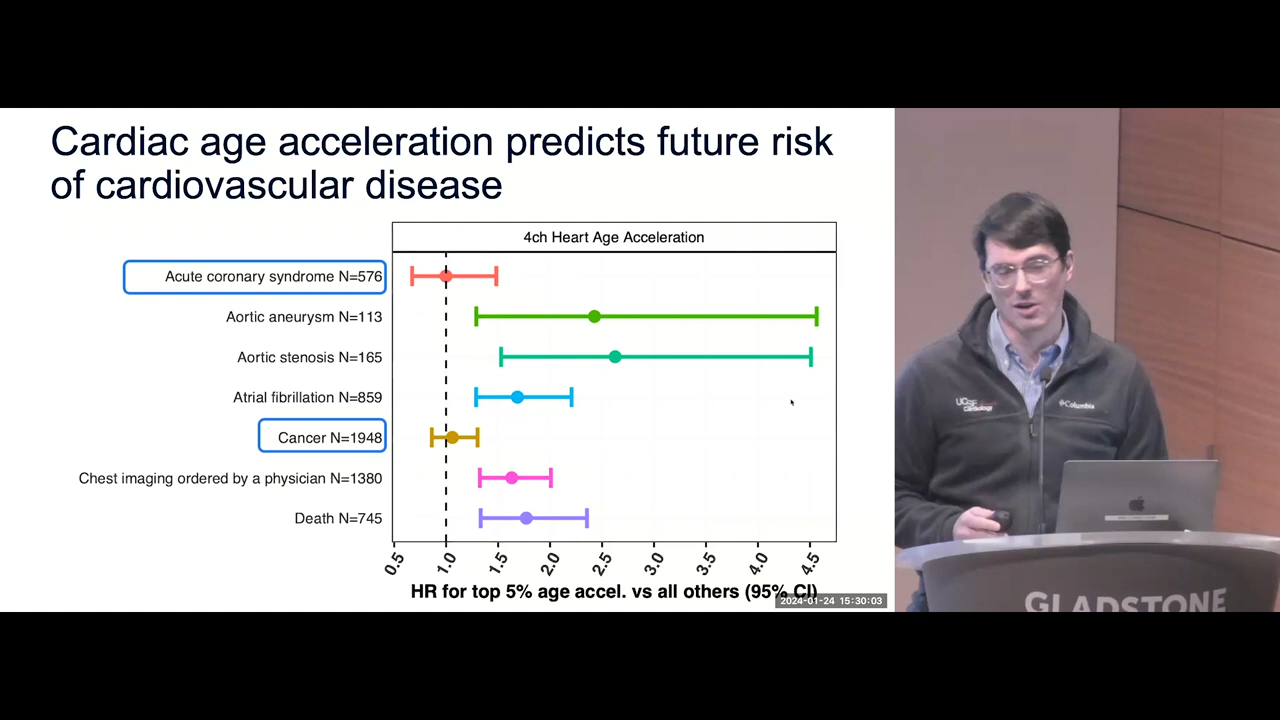 Cardiac age acceleration predicts future risk
of cardiovascular disease
4ch Heart Age Acceleration
Acute coronary syndrome N=576
Aortic aneurysm N=113
Aortic stenosis N=165
Atrial fibrillation N=859
Cancer N=1948
Chest imaging ordered by a physician N=1380
Death N=745
0.5 1.0 1.5 2.0 2.5 3.0 3.5 4.0 4.5
HR for top 5% age accel. vs all others (95% CI)
2024-01-24 15:30:03
UCSF
Cardiology
Columbia
GLADSTONE